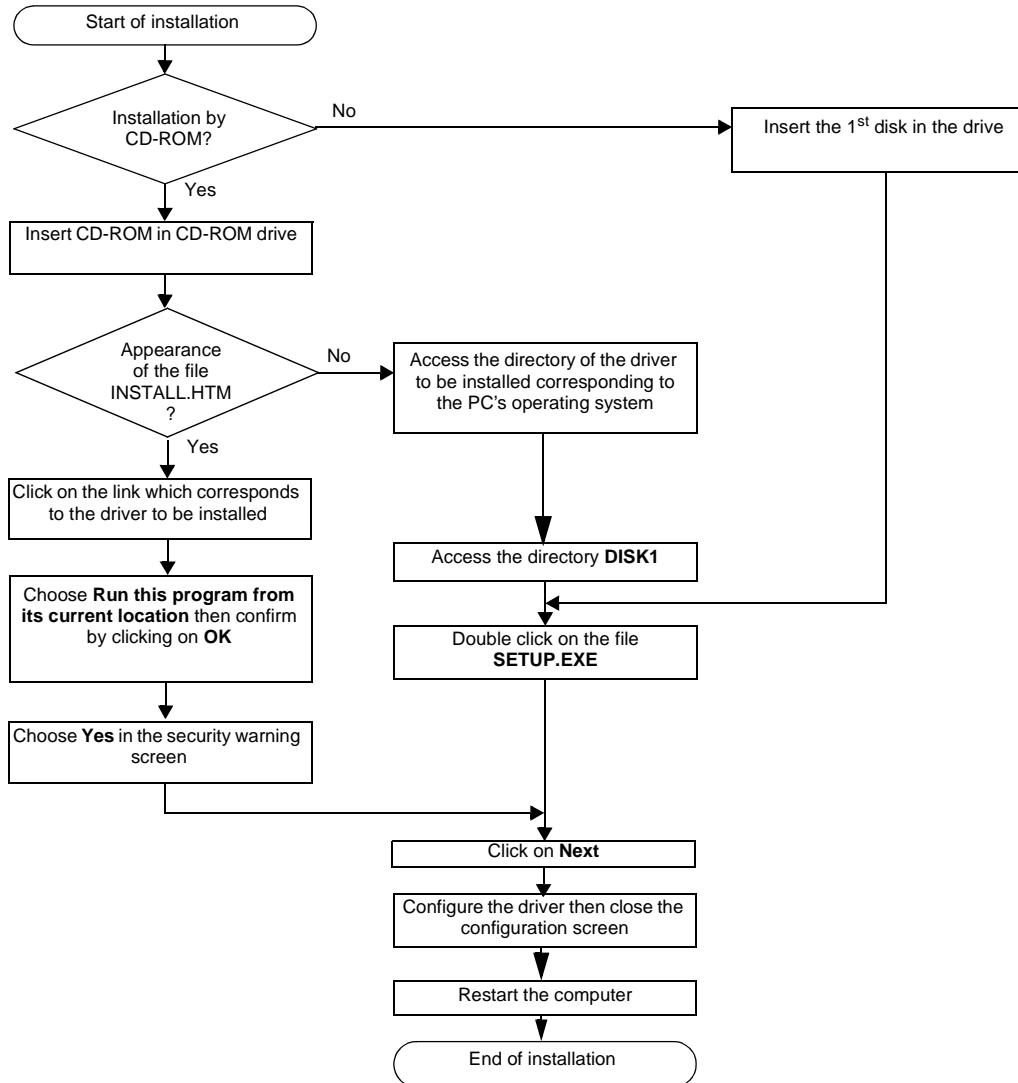 Start of installation
Installation by
CD-ROM?
No
Insert the 1st disk in the drive
Yes
Insert CD-ROM in CD-ROM drive
Appearance
of the file
INSTALL.HTM
?
No
Access the directory of the driver
to be installed corresponding to
the PC's operating system
Yes
Click on the link which corresponds
to the driver to be installed
Access the directory DISK1
Choose Run this program from
its current location then confirm
by clicking on OK
Double click on the file
SETUP.EXE
Choose Yes in the security warning
screen
Click on Next
Configure the driver then close the
configuration screen
Restart the computer
End of installation